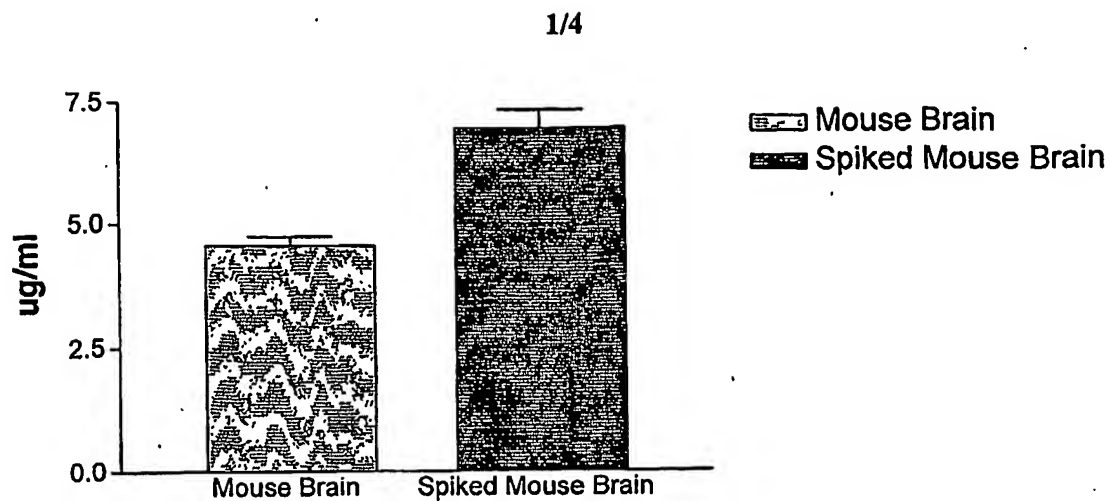 1/4
7.5
5.0
2.5
0.0
ug/ml
Mouse Brain
Spiked Mouse Brain
Mouse Brain
Spiked Mouse Brain